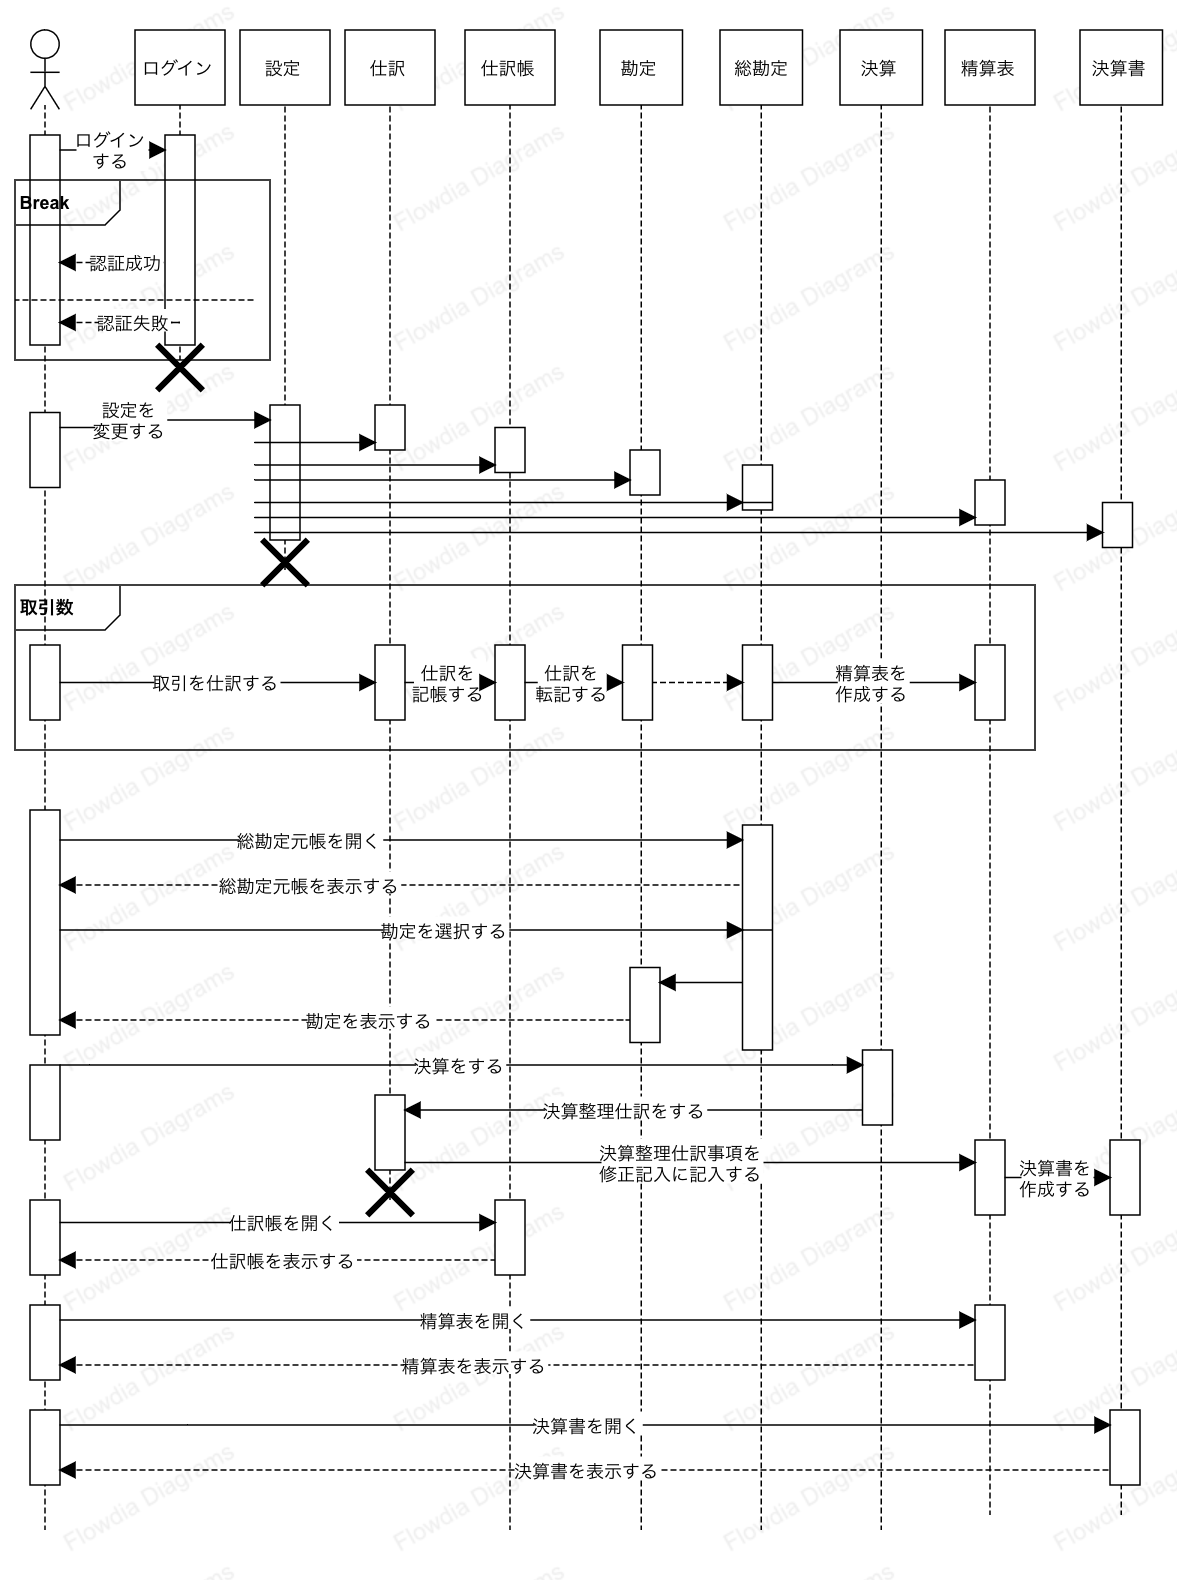 ログイン
設定
仕訳
仕訳帳
勘定
総勘定
決算
精算表
決算書
ログイン
する
Break
認証成功
認証失敗
設定を
変更する
取引数
取引を仕訳する
仕訳を
記帳する
仕訳を
転記する
精算表を
作成する
総勘定元帳を開く
総勘定元帳を表示する
勘定を選択する
勘定を表示する
決算をする
決算整理仕訳をする
決算整理仕訳事項を
修正記入に記入する
決算書を
作成する
仕訳帳を開く
仕訳帳を表示する
精算表を開く
精算表を表示する
決算書を開く
決算書を表示する
Flowdia Diagrams